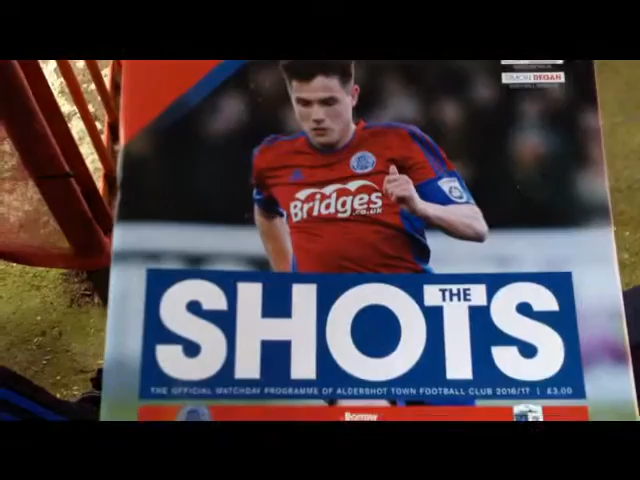 SIMON DEGAN
Bridges
.co.uk
THE
SHOTS
THE OFFICIAL MATCHDAY PROGRAMME OF ALDERSHOT TOWN FOOTBALL CLUB 2016/17 | £3.00
Barrow